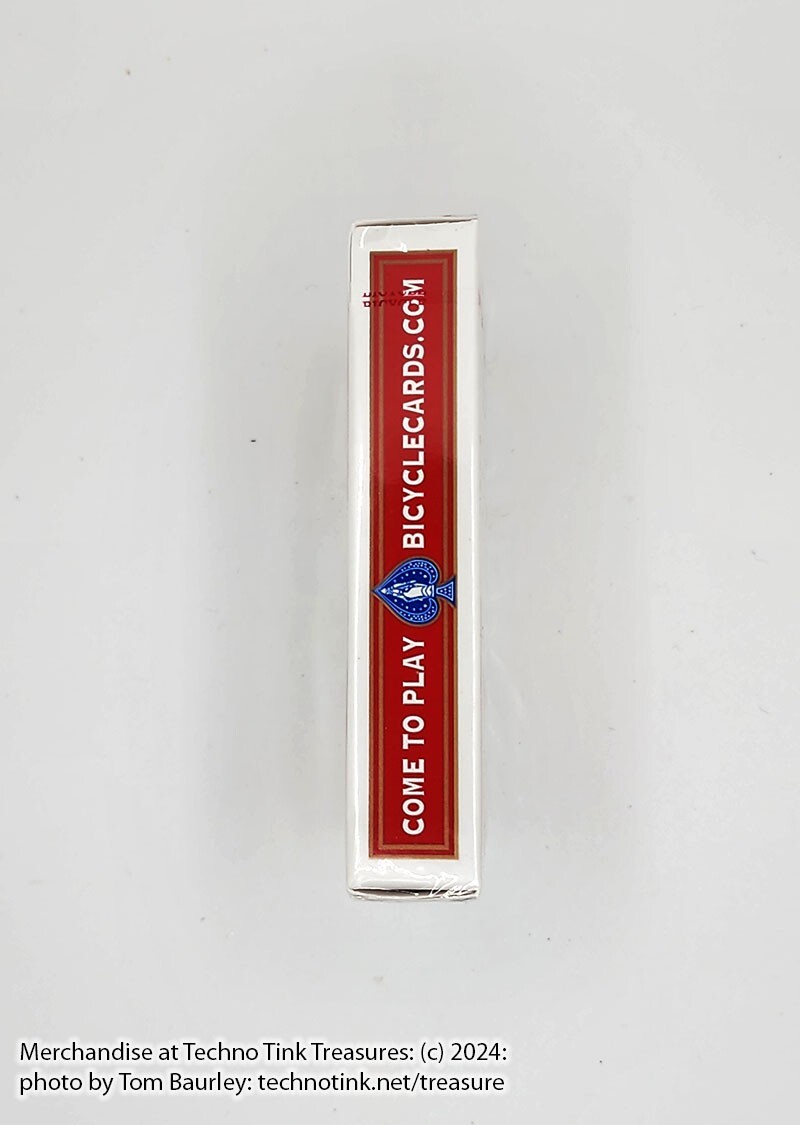 COME TO PLAY BICYCLECARDS.COM
Merchandise at Techno Tink Treasures: (c) 2024:
photo by Tom Baurley: technotink.net/treasure